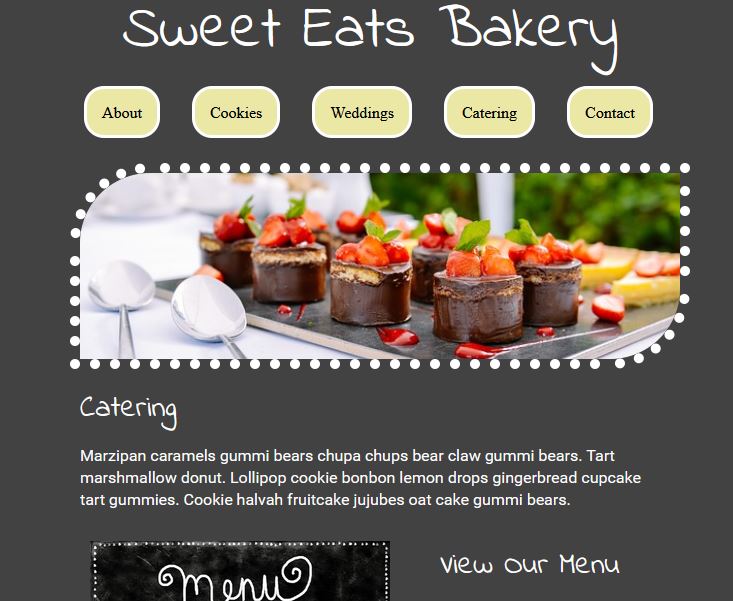 Sweet Eats Bakery
About Cookies Weddings Catering Contact
Catering
Marzipan caramels gummi bears chupa chups bear claw gummi bears. Tart
marshmallow donut. Lollipop cookie bonbon lemon drops gingerbread cupcake
tart gummies. Cookie halvah fruitcake jujubes oat cake gummi bears.
Menu
View Our Menu